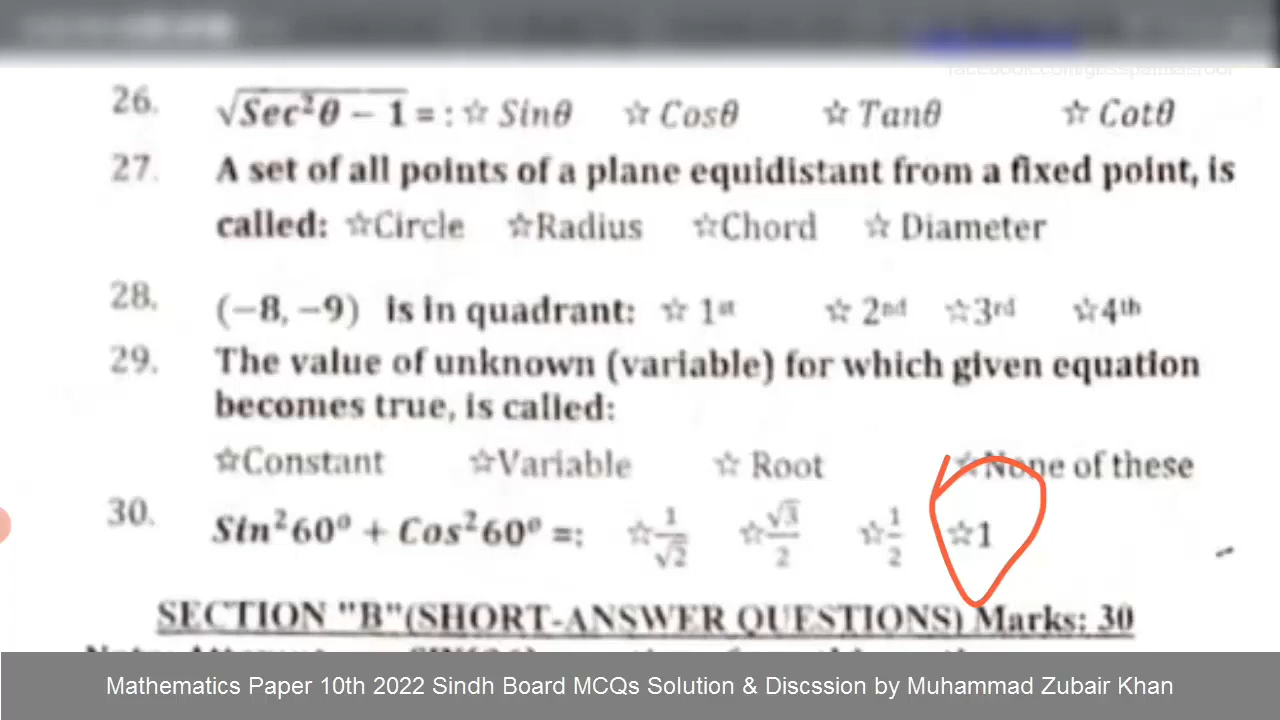 26. √Sec²θ − 1 = : ☆ Sinθ ☆ Cosθ ☆ Tanθ ☆ Cotθ
27. A set of all points of a plane equidistant from a fixed point, is
called: ☆Circle ☆Radius ☆Chord ☆ Diameter
28. (−8, −9) is in quadrant: ☆ 1st ☆ 2nd ☆3rd ☆4th
29. The value of unknown (variable) for which given equation
becomes true, is called:
☆Constant ☆Variable ☆ Root ☆None of these
30. Sin²60° + Cos²60° =: ☆1/√2 ☆√3/2 ☆1/2 ☆1
SECTION "B"(SHORT-ANSWER QUESTIONS) Marks: 30
Mathematics Paper 10th 2022 Sindh Board MCQs Solution & Discssion by Muhammad Zubair Khan